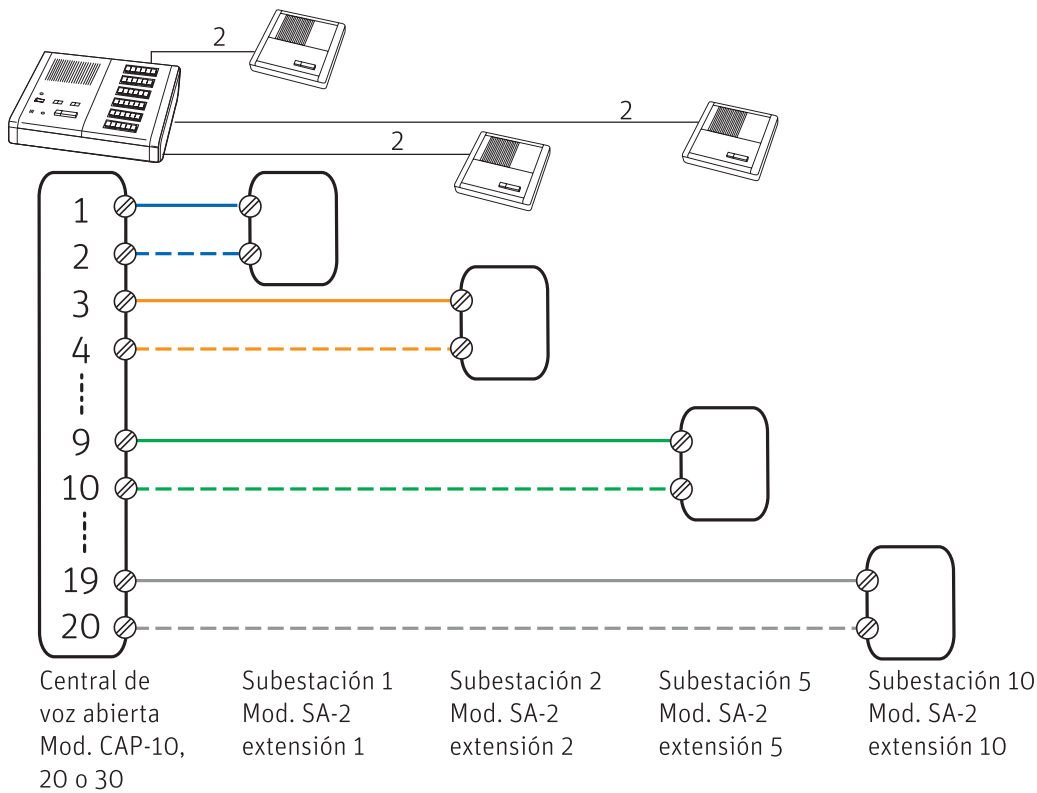 2
2
2
1
2
3
4
9
10
19
20
Central de
voz abierta
Mod. CAP-10,
20 o 30
Subestación 1
Mod. SA-2
extensión 1
Subestación 2
Mod. SA-2
extensión 2
Subestación 5
Mod. SA-2
extensión 5
Subestación 10
Mod. SA-2
extensión 10